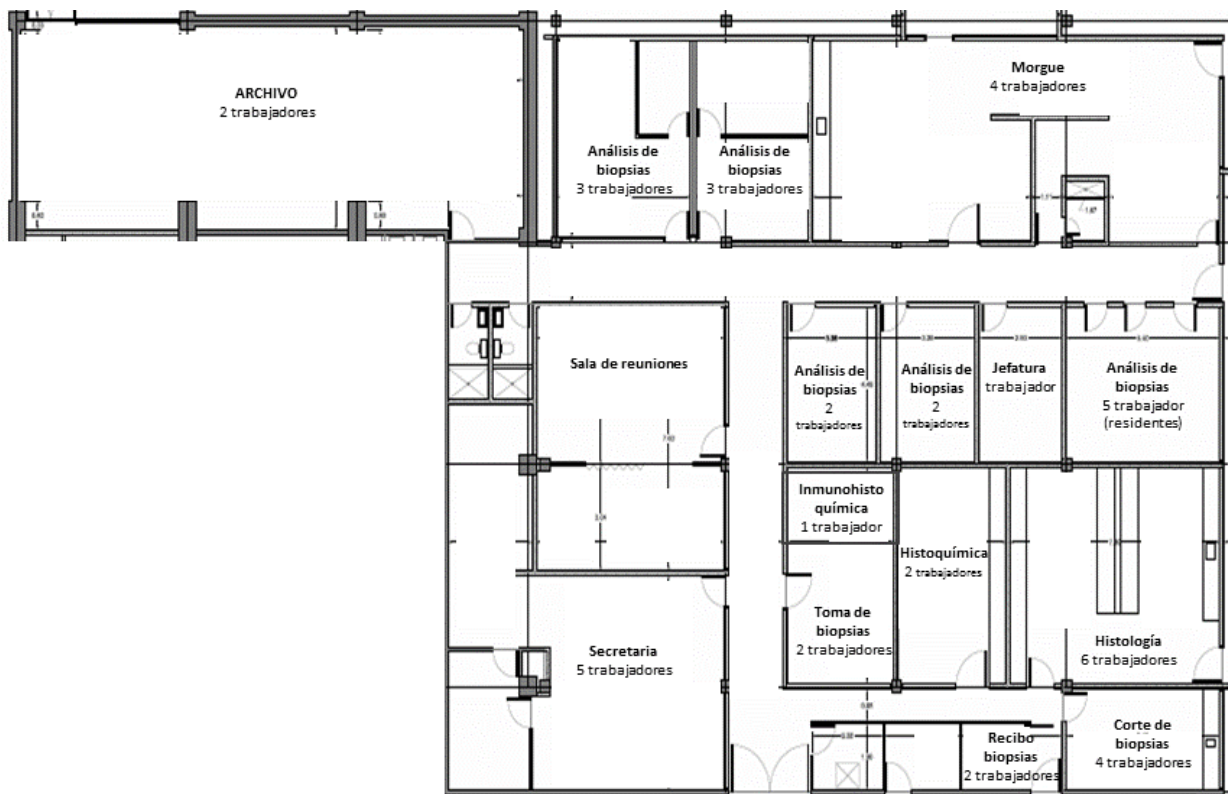 ARCHIVO
2 trabajadores
Análisis de
biopsias
3 trabajadores
Análisis de
biopsias
3 trabajadores
Morgue
4 trabajadores
Sala de reuniones
Análisis de
biopsias
2
trabajadores
Análisis de
biopsias
2
trabajadores
Jefatura
trabajador
Análisis de
biopsias
5 trabajador
(residentes)
Inmunohisto
química
1 trabajador
Histoquímica
2 trabajadores
Toma de
biopsias
2 trabajadores
Histología
6 trabajadores
Secretaria
5 trabajadores
Recibo
biopsias
2 trabajadores
Corte de
biopsias
4 trabajadores